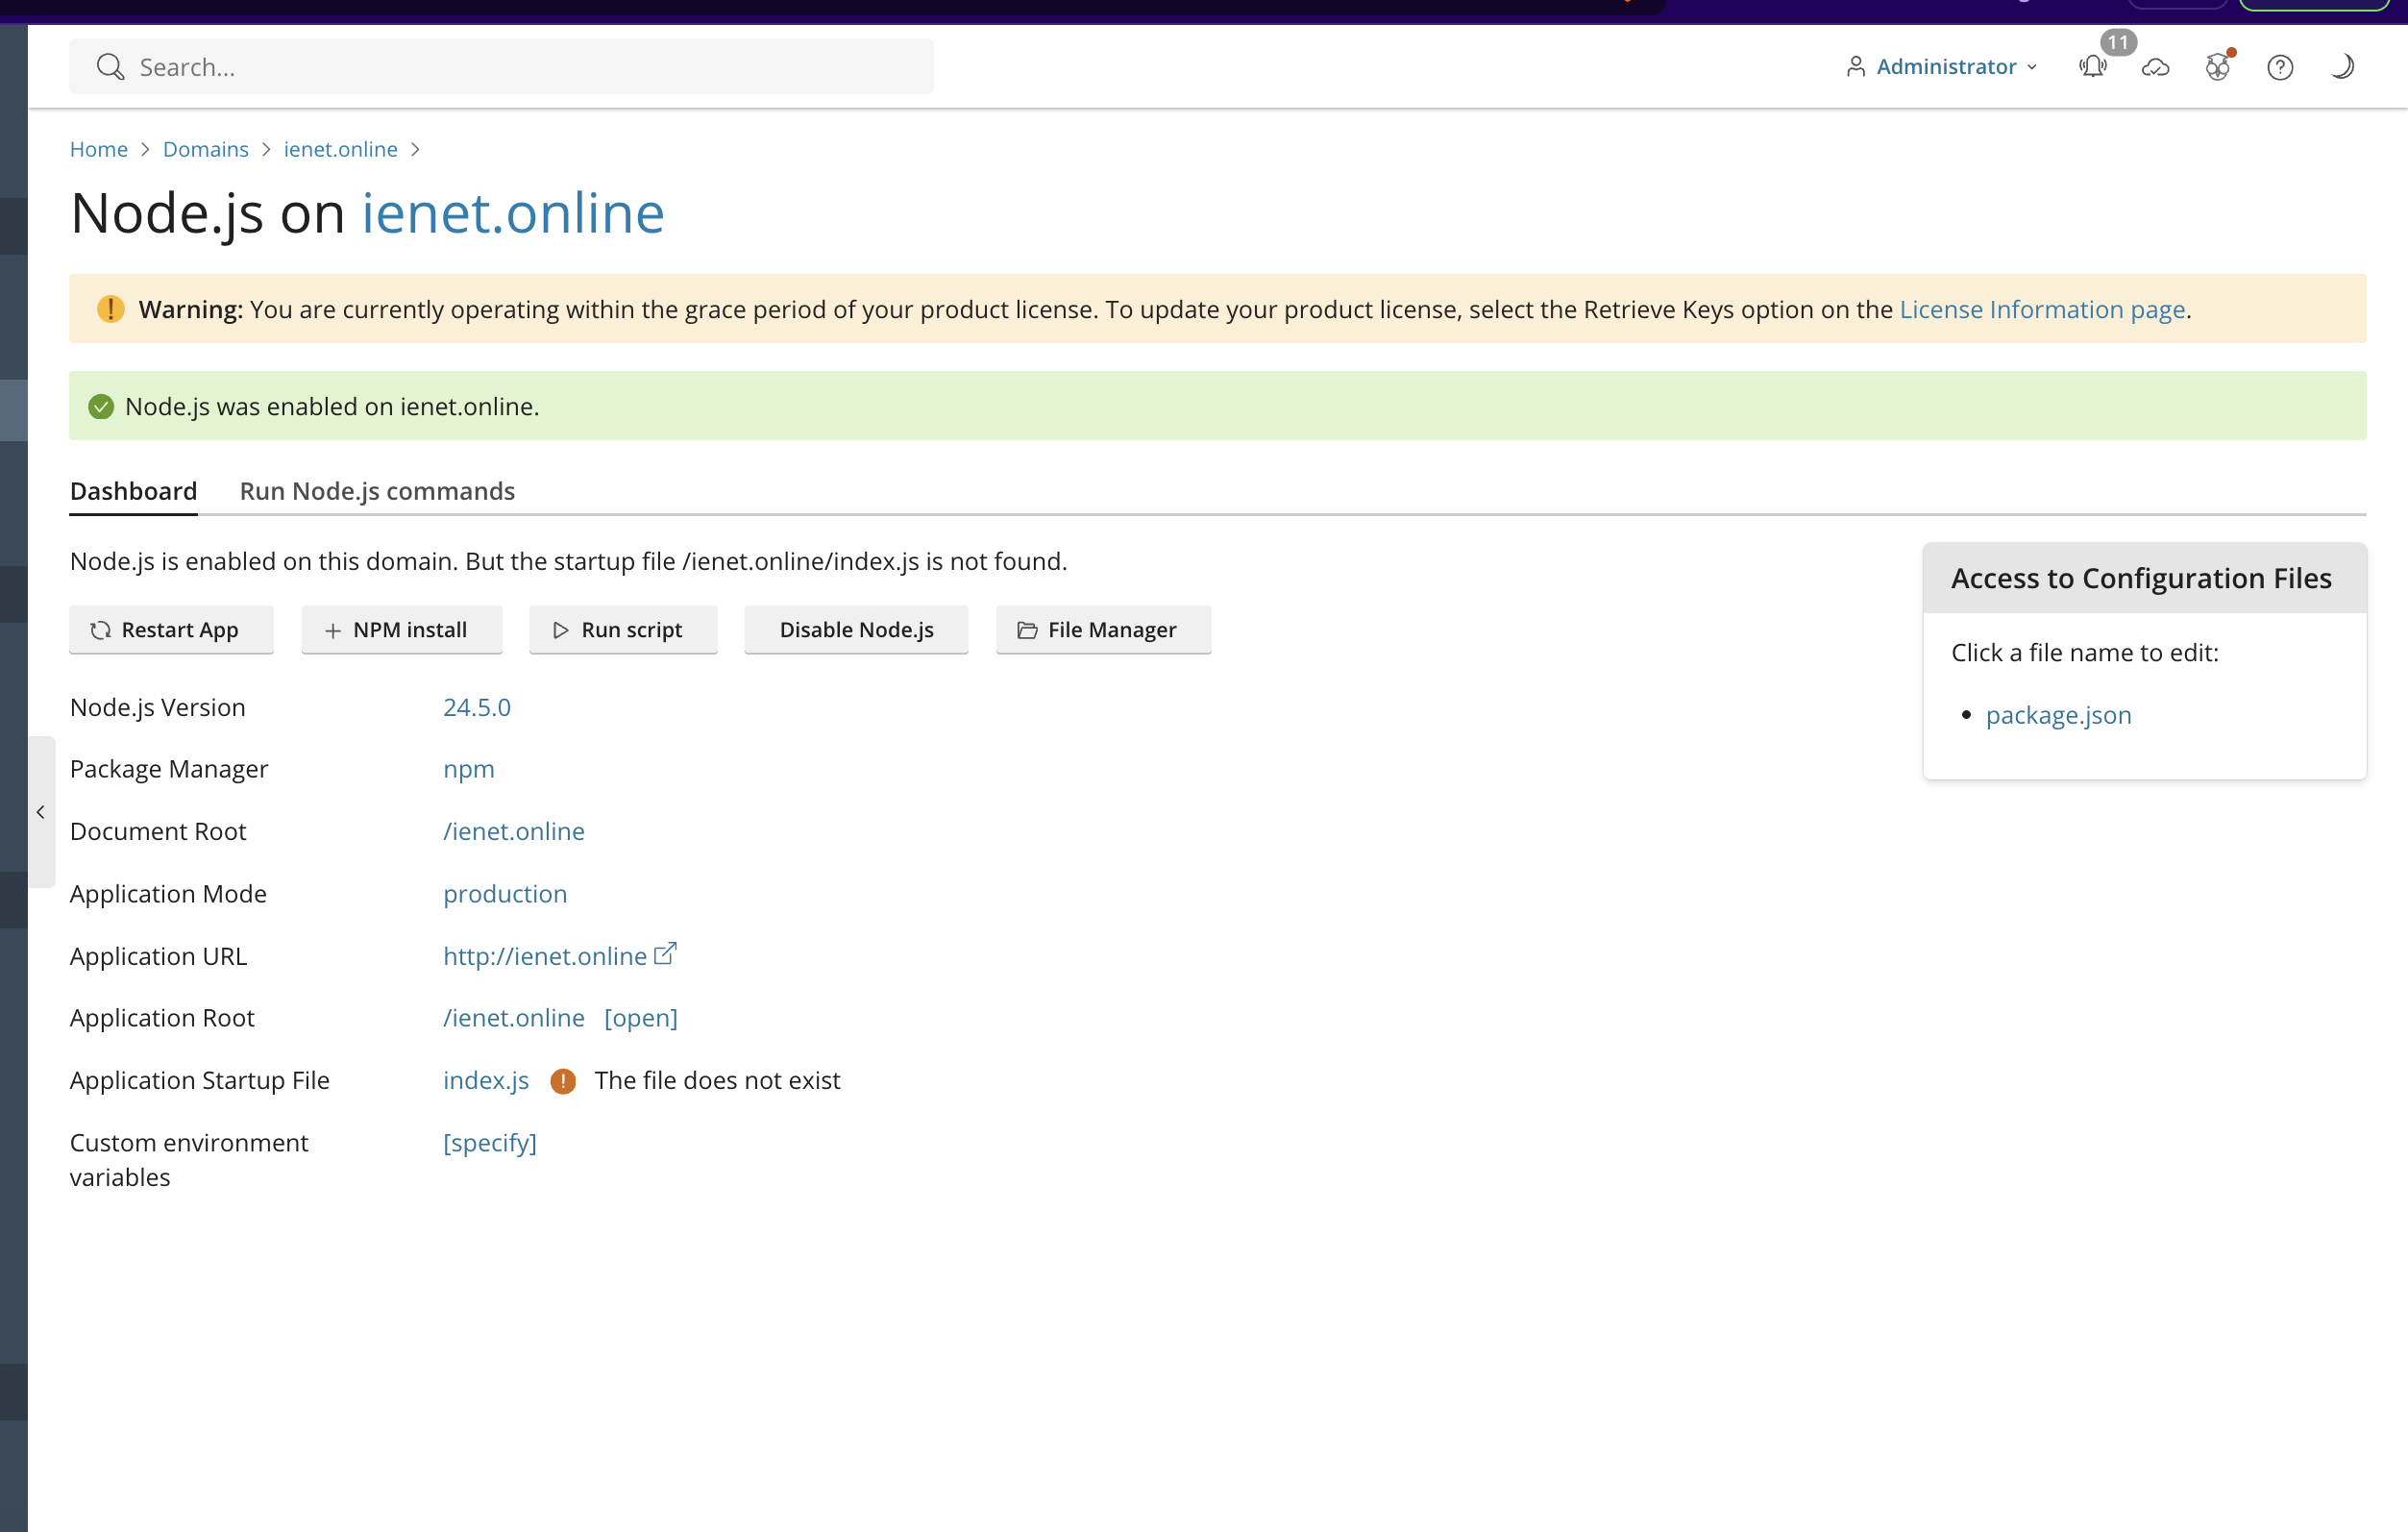 Search...
Administrator
11
Home > Domains > ienet.online >
Node.js on ienet.online
Warning: You are currently operating within the grace period of your product license. To update your product license, select the Retrieve Keys option on the License Information page.
Node.js was enabled on ienet.online.
Dashboard
Run Node.js commands
Node.js is enabled on this domain. But the startup file /ienet.online/index.js is not found.
Restart App
NPM install
Run script
Disable Node.js
File Manager
Node.js Version 24.5.0
Package Manager npm
Document Root /ienet.online
Application Mode production
Application URL http://ienet.online
Application Root /ienet.online [open]
Application Startup File index.js The file does not exist
Custom environment
variables
[specify]
Access to Configuration Files
Click a file name to edit:
package.json